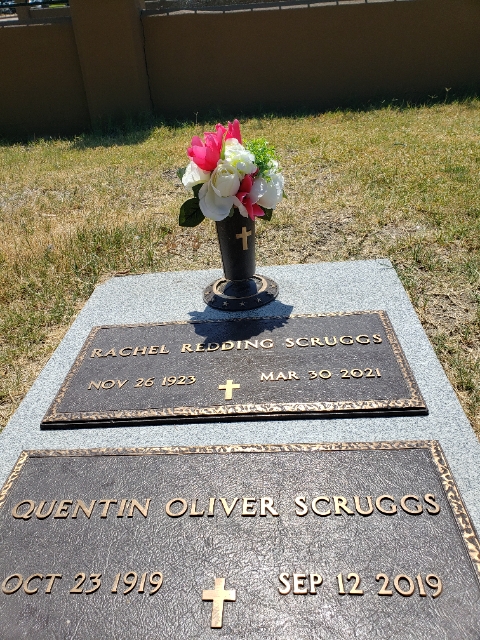 RACHEL REDDING SCRUGGS
NOV 26 1923 MAR 30 2021
QUENTIN OLIVER SCRUGGS
OCT 23 1919 SEP 12 2019